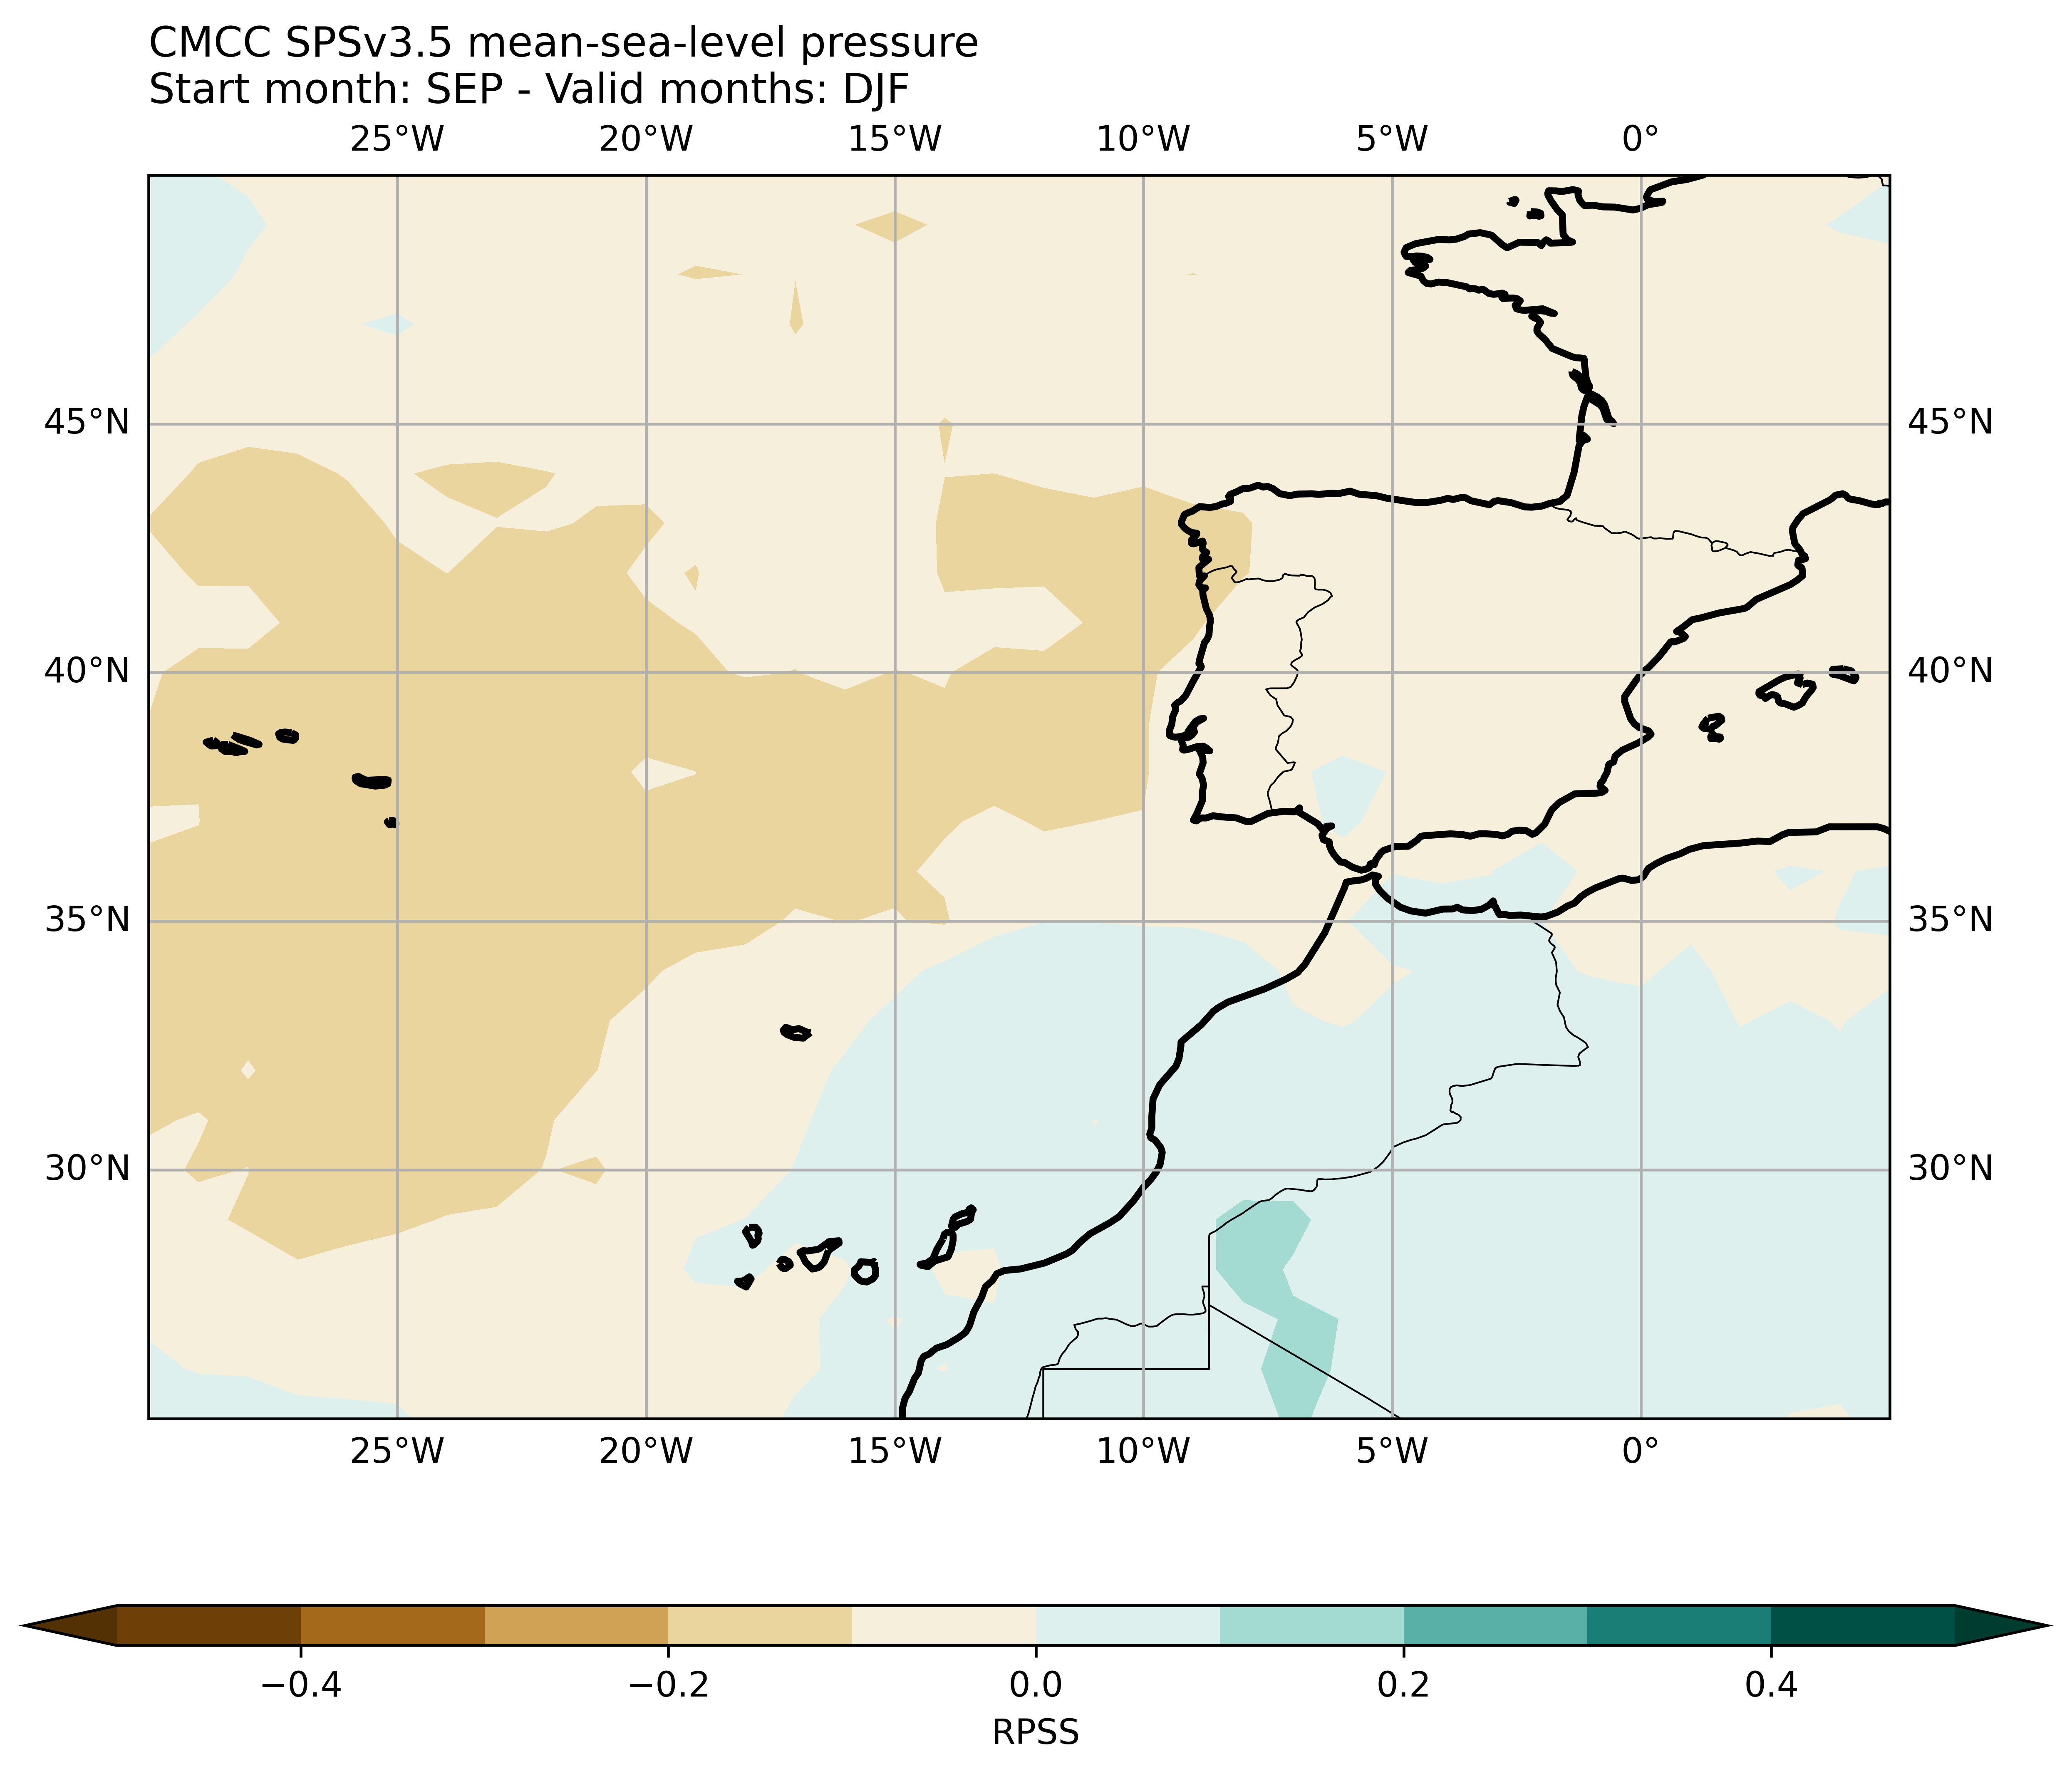 CMCC SPSv3.5 mean-sea-level pressure
Start month: SEP - Valid months: DJF
25°W 20°W 15°W 10°W 5°W 0°
45°N 45°N
40°N 40°N
35°N 35°N
30°N 30°N
25°W 20°W 15°W 10°W 5°W 0°
−0.4 −0.2 0.0 0.2 0.4
RPSS